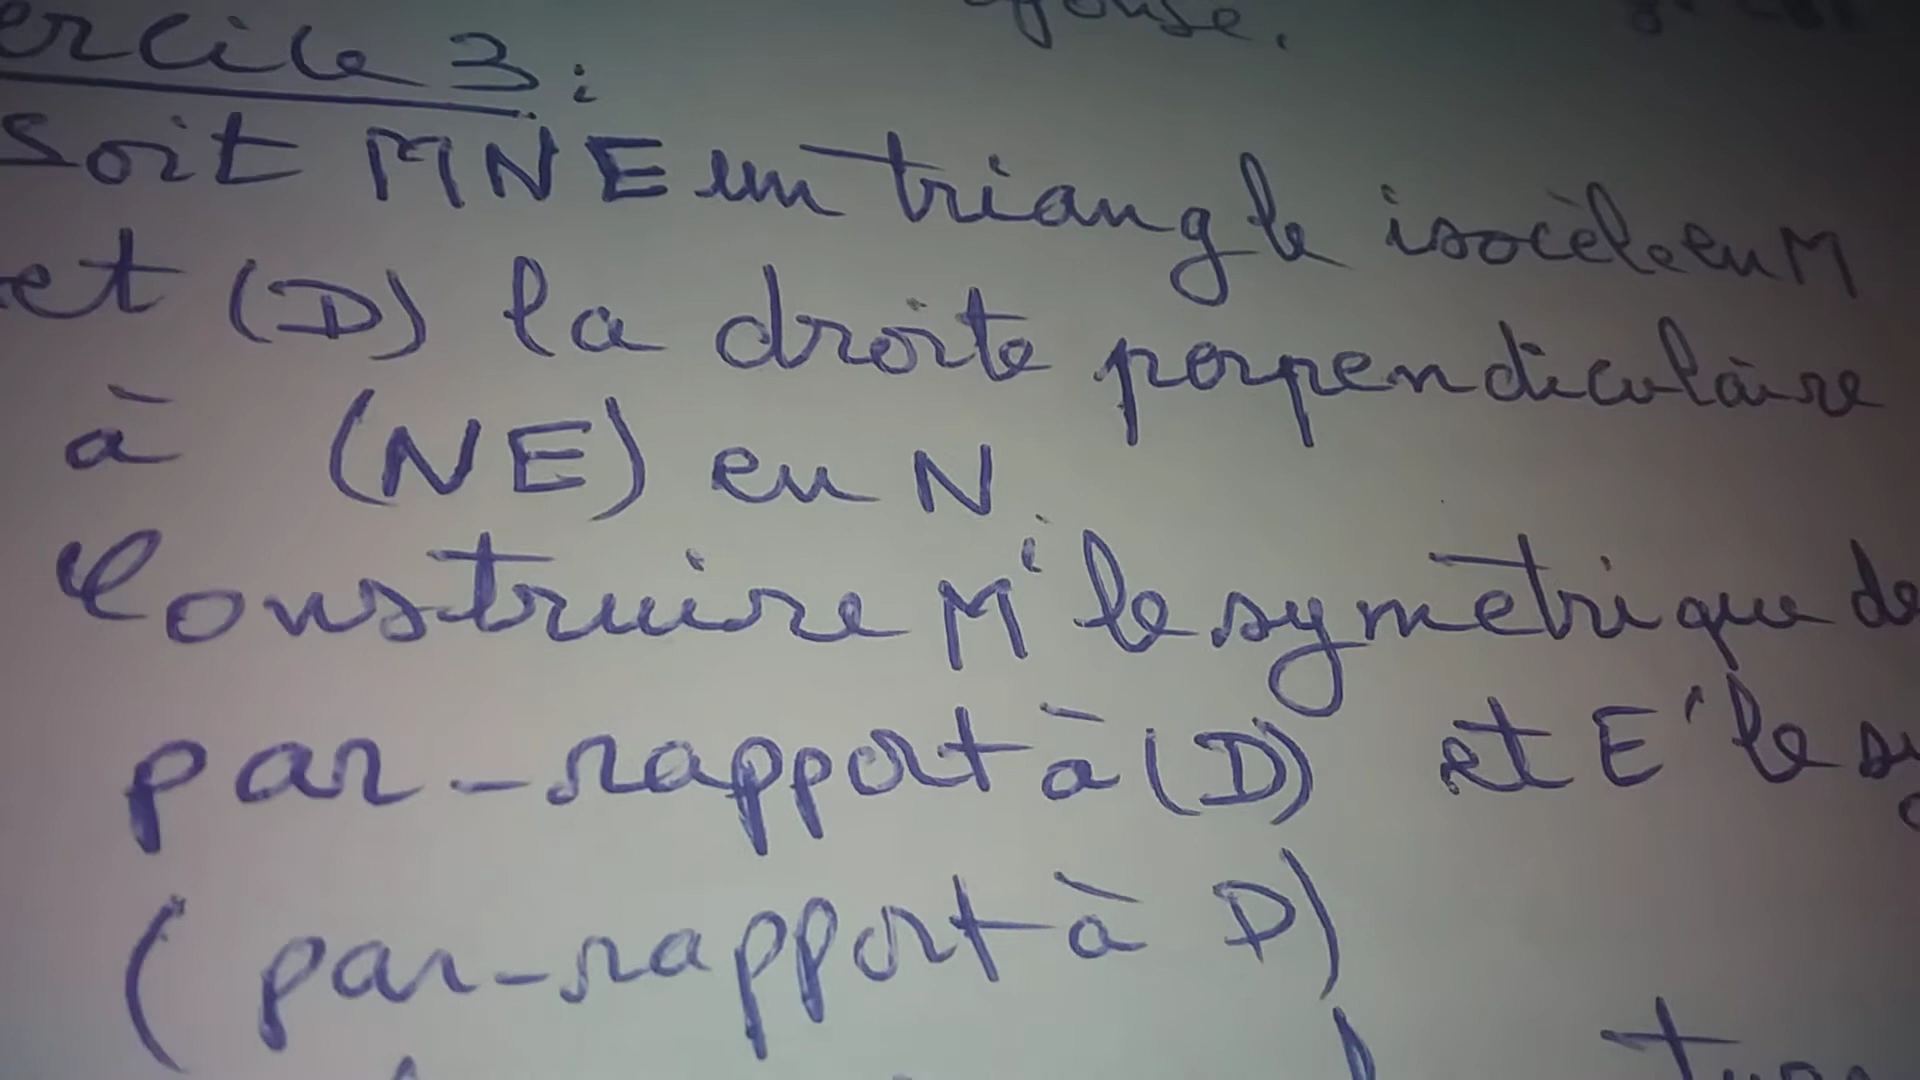 ercice 3:
Soit MNE un triangle isocèle en M
et (D) la droite perpendiculaire
à (NE) en N.
Construire M' le symétrique de
par-rapport à (D) et E' le sy
(par-rapport à D)